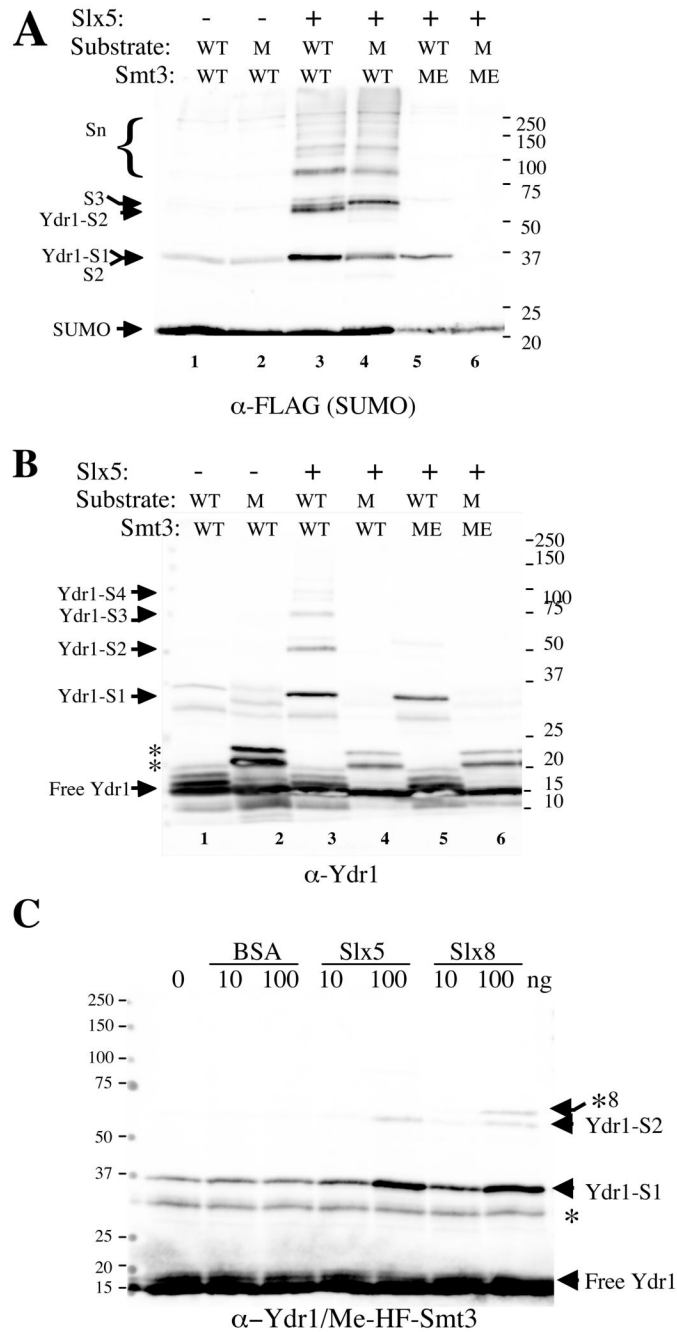 A
Slx5: - - + + + +
Substrate: WT M WT M WT M
Smt3: WT WT WT WT ME ME
Sn {
S3
Ydr1-S2
Ydr1-S1
S2
SUMO
250
150
100
75
50
37
25
20
1 2 3 4 5 6
α-FLAG (SUMO)
B
Slx5: - - + + + +
Substrate: WT M WT M WT M
Smt3: WT WT WT WT ME ME
Ydr1-S4
Ydr1-S3
Ydr1-S2
Ydr1-S1
*
*
Free Ydr1
250
150
100
75
50
37
25
20
15
10
1 2 3 4 5 6
α-Ydr1
C
BSA Slx5 Slx8
0 10 100 10 100 10 100 ng
250
150
100
75
50
37
25
20
15
*8
Ydr1-S2
Ydr1-S1
*
Free Ydr1
α–Ydr1/Me-HF-Smt3